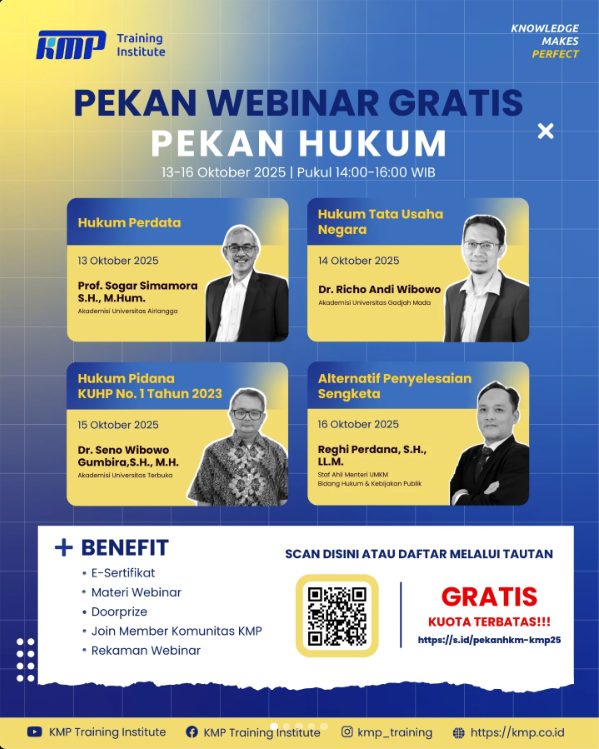 KMP
Training
Institute
KNOWLEDGE
MAKES
PERFECT
PEKAN WEBINAR GRATIS
PEKAN HUKUM
13-16 Oktober 2025 | Pukul 14:00-16:00 WIB
Hukum Perdata
13 Oktober 2025
Prof. Sogar Simamora
S.H., M.Hum.
Akademisi Universitas Airlangga
Hukum Tata Usaha
Negara
14 Oktober 2025
Dr. Richo Andi Wibowo
Akademisi Universitas Gadjah Mada
Hukum Pidana
KUHP No. 1 Tahun 2023
15 Oktober 2025
Dr. Seno Wibowo
Gumbira,S.H., M.H.
Akademisi Universitas Terbuka
Alternatif Penyelesaian
Sengketa
16 Oktober 2025
Reghi Perdana, S.H.,
LL.M.
Staf Ahli Menteri UMKM
Bidang Hukum & Kebijakan Publik
+ BENEFIT
• E-Sertifikat
• Materi Webinar
• Doorprize
• Join Member Komunitas KMP
• Rekaman Webinar
SCAN DISINI ATAU DAFTAR MELALUI TAUTAN
GRATIS
KUOTA TERBATAS!!!
https://s.id/pekanhkm-kmp25
KMP Training Institute
KMP Training Institute
kmp_training
https://kmp.co.id